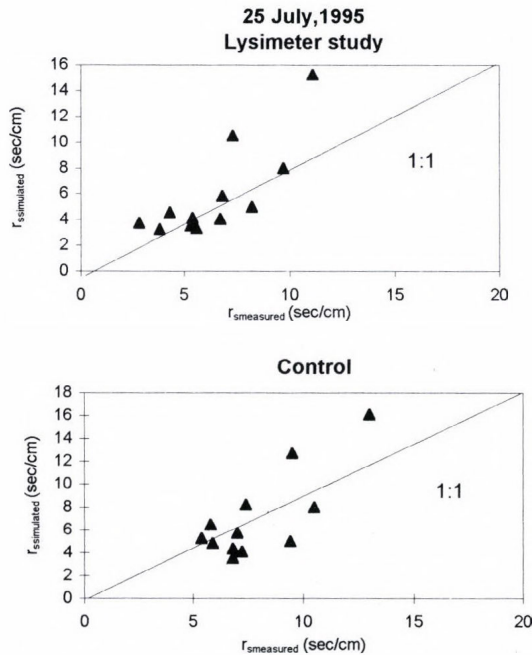 25 July,1995
Lysimeter study
16
14
12
10
8
6
4
2
0
rssimulated (sec/cm)
1:1
0 5 10 15 20
rsmeasured (sec/cm)
Control
18
16
14
12
10
8
6
4
2
0
rssimulated (sec/cm)
1:1
0 5 10 15 20
rsmeasured (sec/cm)